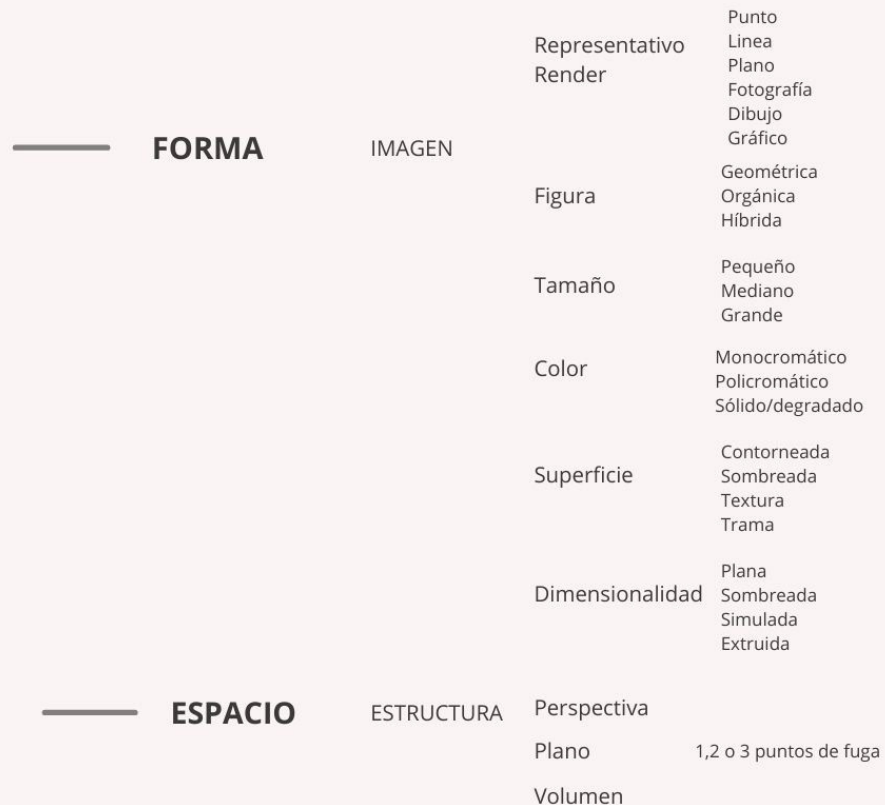 FORMA
IMAGEN
Representativo
Render
Punto
Linea
Plano
Fotografía
Dibujo
Gráfico
Figura
Geométrica
Orgánica
Híbrida
Tamaño
Pequeño
Mediano
Grande
Color
Monocromático
Policromático
Sólido/degradado
Superficie
Contorneada
Sombreada
Textura
Trama
Dimensionalidad
Plana
Sombreada
Simulada
Extruida
ESPACIO
ESTRUCTURA
Perspectiva
Plano
1,2 o 3 puntos de fuga
Volumen